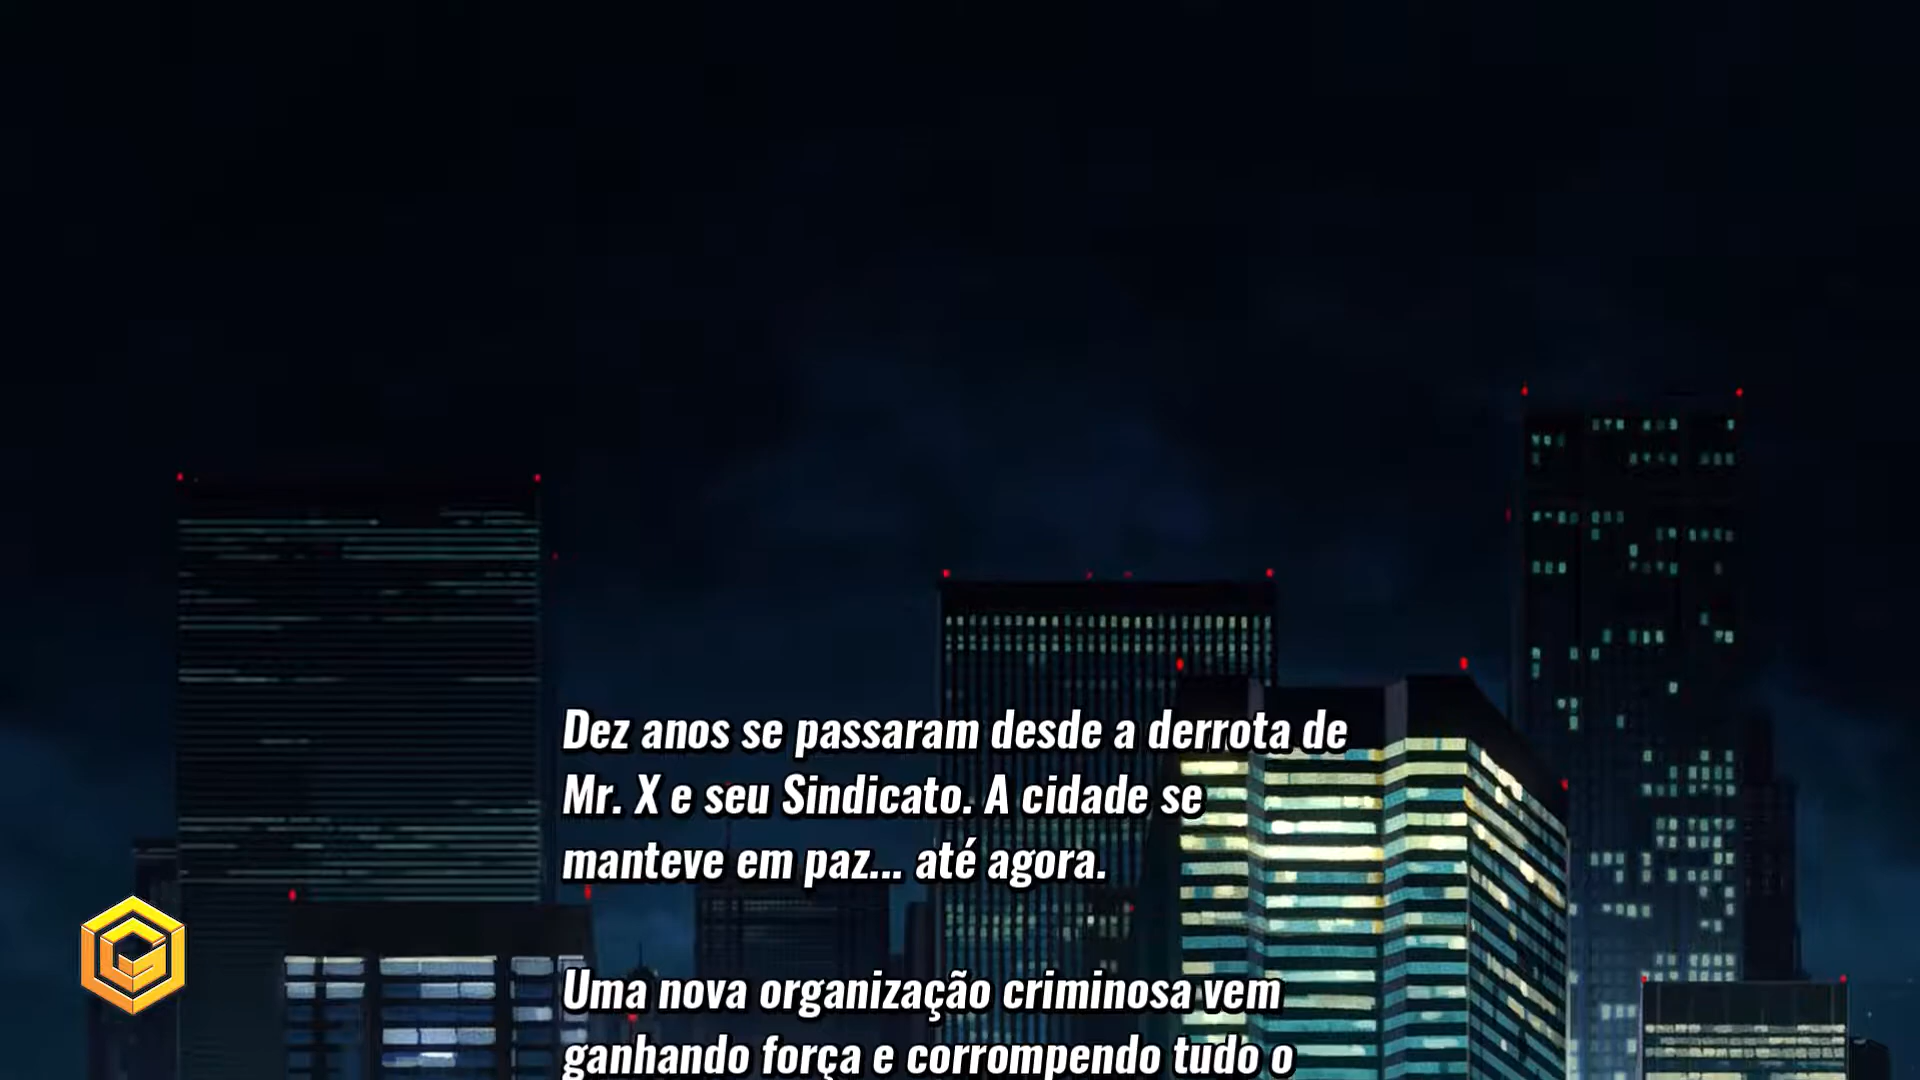 Dez anos se passaram desde a derrota de
Mr. X e seu Sindicato. A cidade se
manteve em paz... até agora.
Uma nova organização criminosa vem
ganhando força e corrompendo tudo o